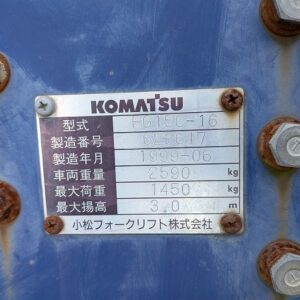 KOMATSU
型式 FG15C-16
製造番号
製造年月 1999-06
車両重量 2590 kg
最大荷重 1450 kg
最大揚高 3.0 m
小松フォークリフト株式会社